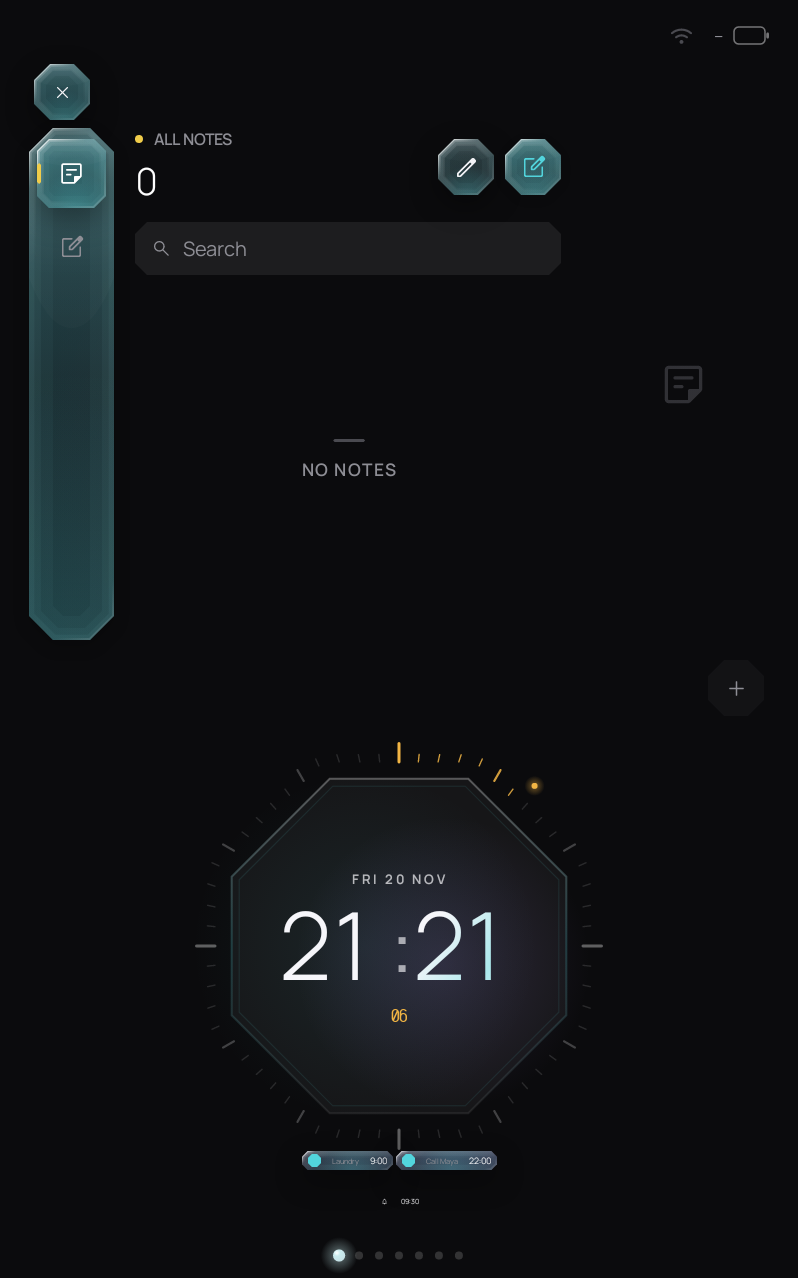 –
ALL NOTES
0
Search
NO NOTES
FRI 20 NOV
21:21
06
Laundry 9:00
Call Maya 22:00
09:30